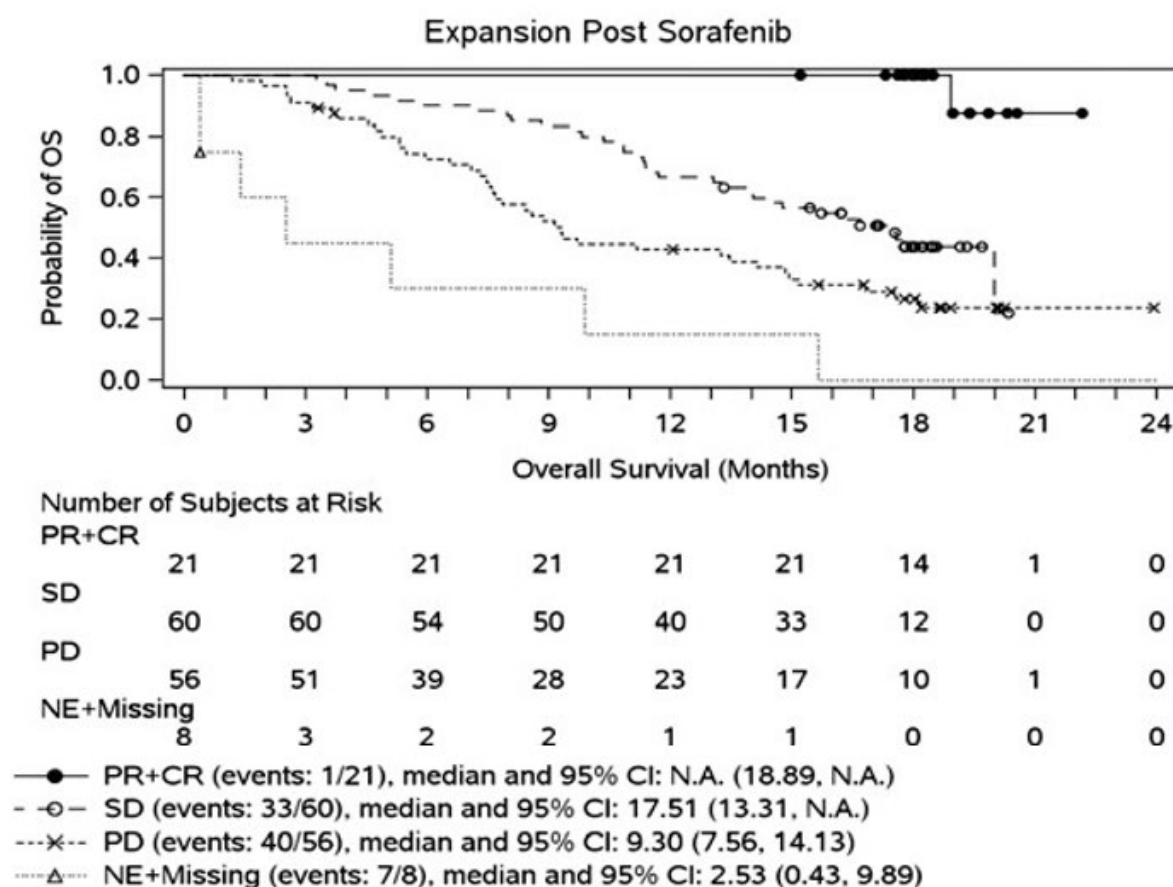 Expansion Post Sorafenib
1.0
0.8
0.6
0.4
0.2
0.0
Probability of OS
0 3 6 9 12 15 18 21 24
Overall Survival (Months)
Number of Subjects at Risk
PR+CR
21 21 21 21 21 21 14 1 0
SD
60 60 54 50 40 33 12 0 0
PD
56 51 39 28 23 17 10 1 0
NE+Missing
8 3 2 2 1 1 0 0 0
PR+CR (events: 1/21), median and 95% CI: N.A. (18.89, N.A.)
SD (events: 33/60), median and 95% CI: 17.51 (13.31, N.A.)
PD (events: 40/56), median and 95% CI: 9.30 (7.56, 14.13)
NE+Missing (events: 7/8), median and 95% CI: 2.53 (0.43, 9.89)